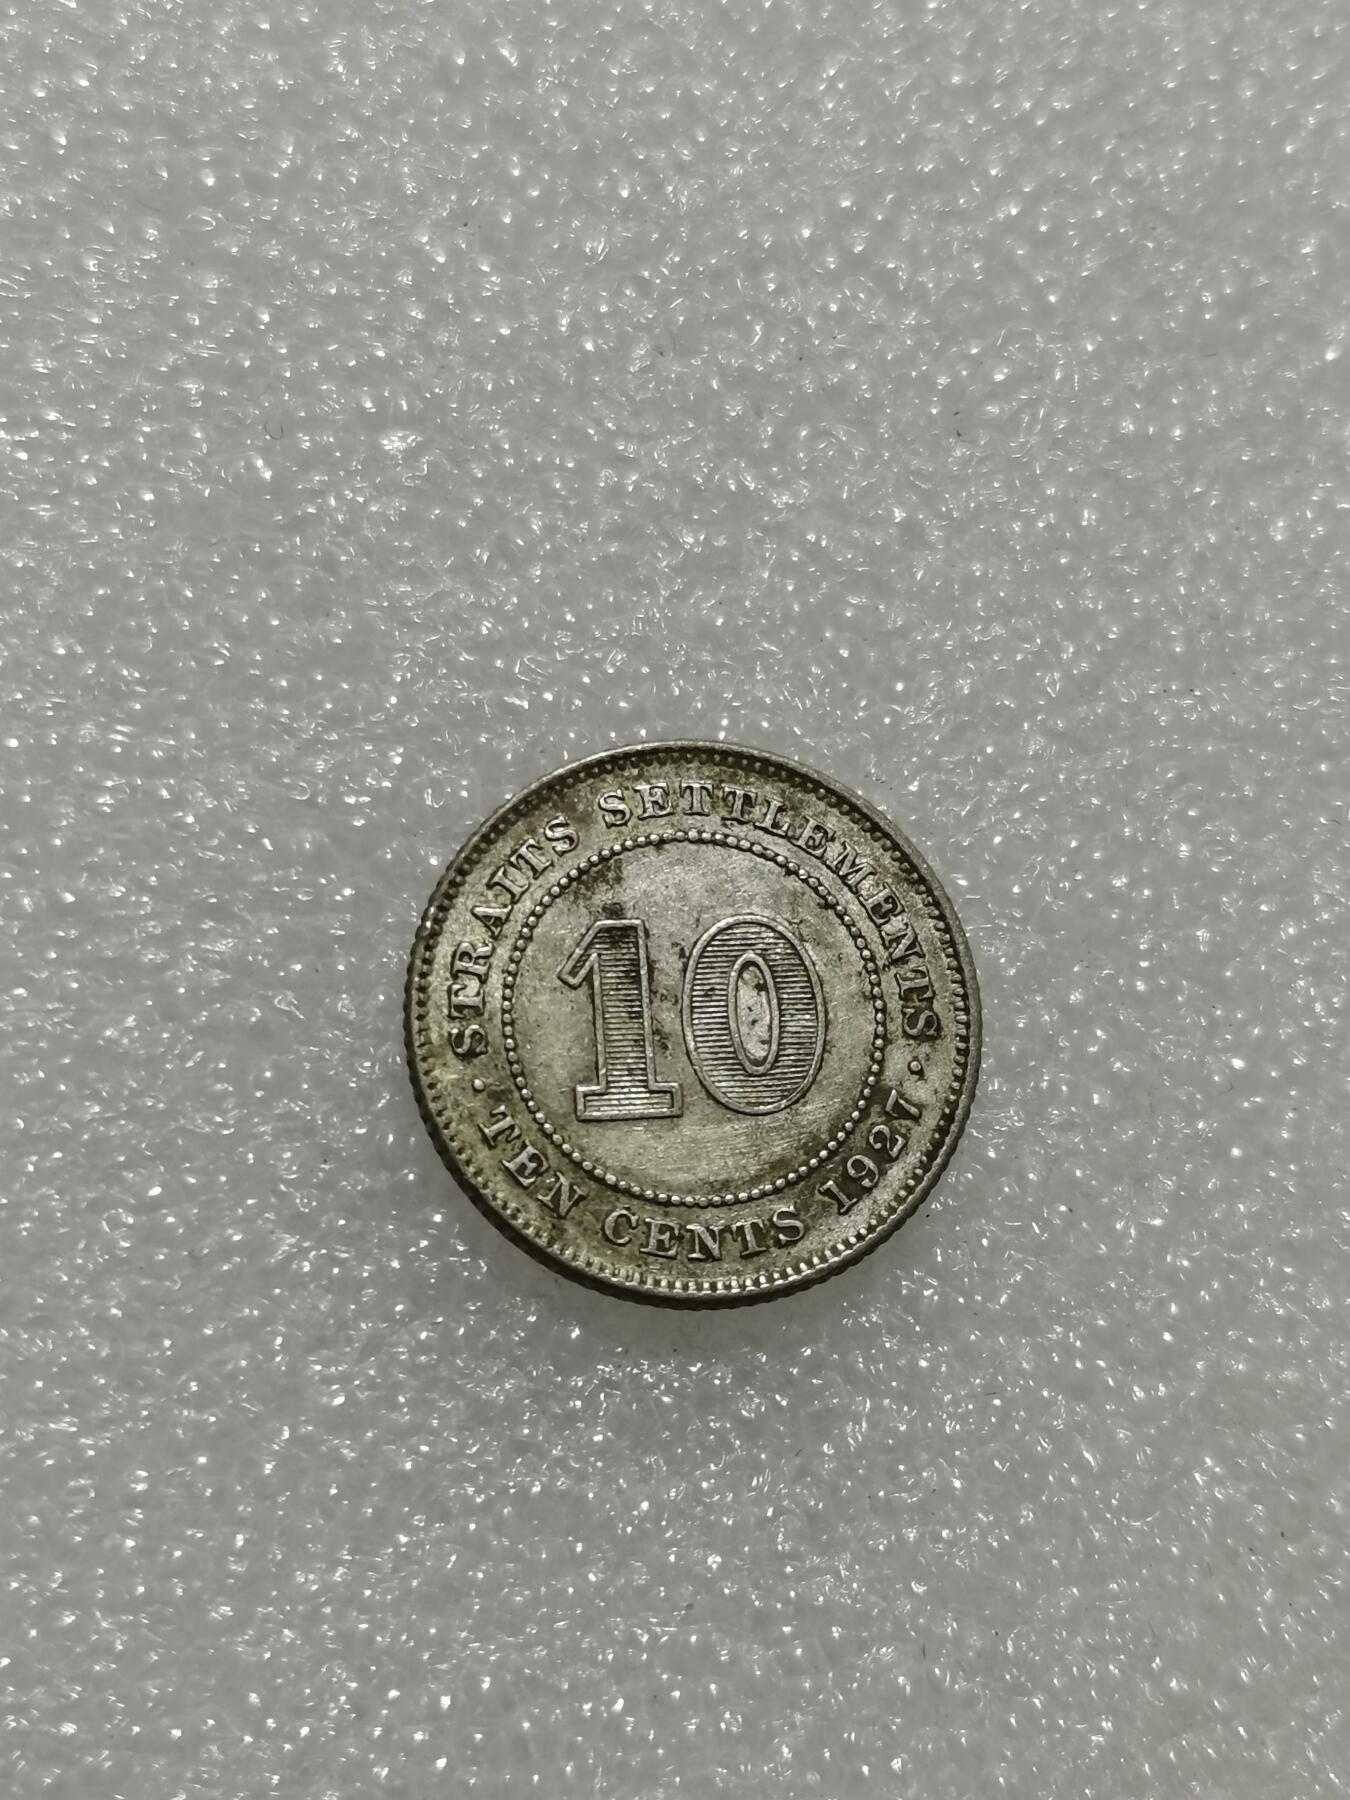 STRAITS SETTLEMENTS
10
· TEN CENTS 1927 ·